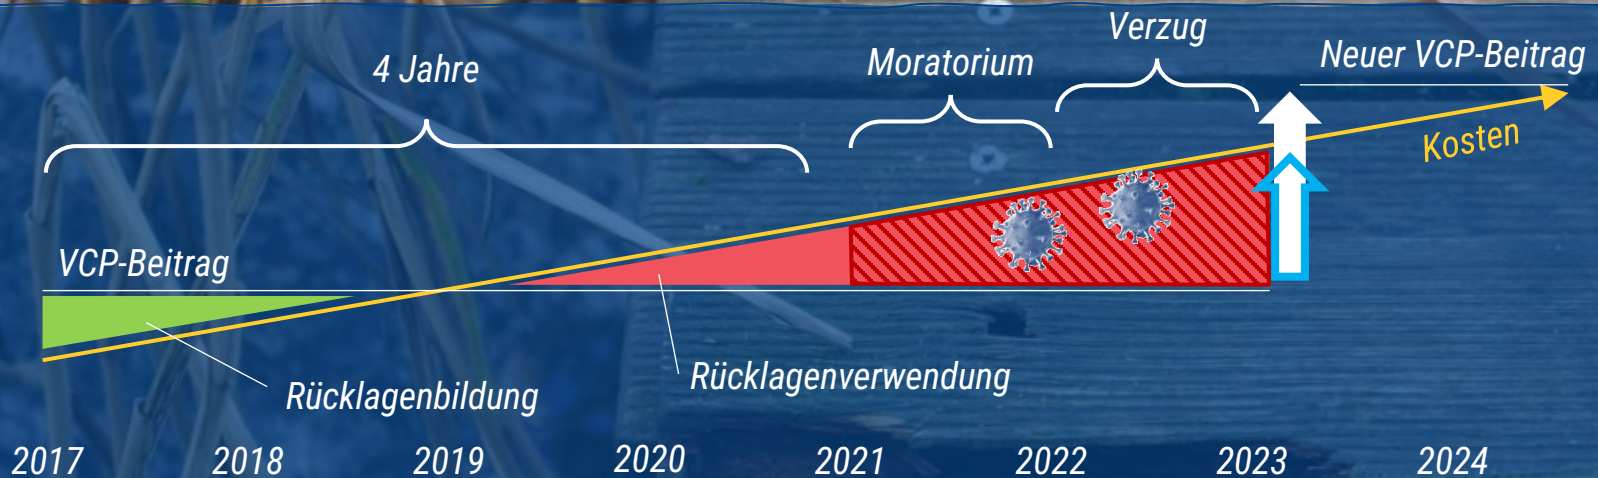 Verzug
4 Jahre
Moratorium
Neuer VCP-Beitrag
Kosten
VCP-Beitrag
Rücklagenbildung
Rücklagenverwendung
2017 2018 2019 2020 2021 2022 2023 2024